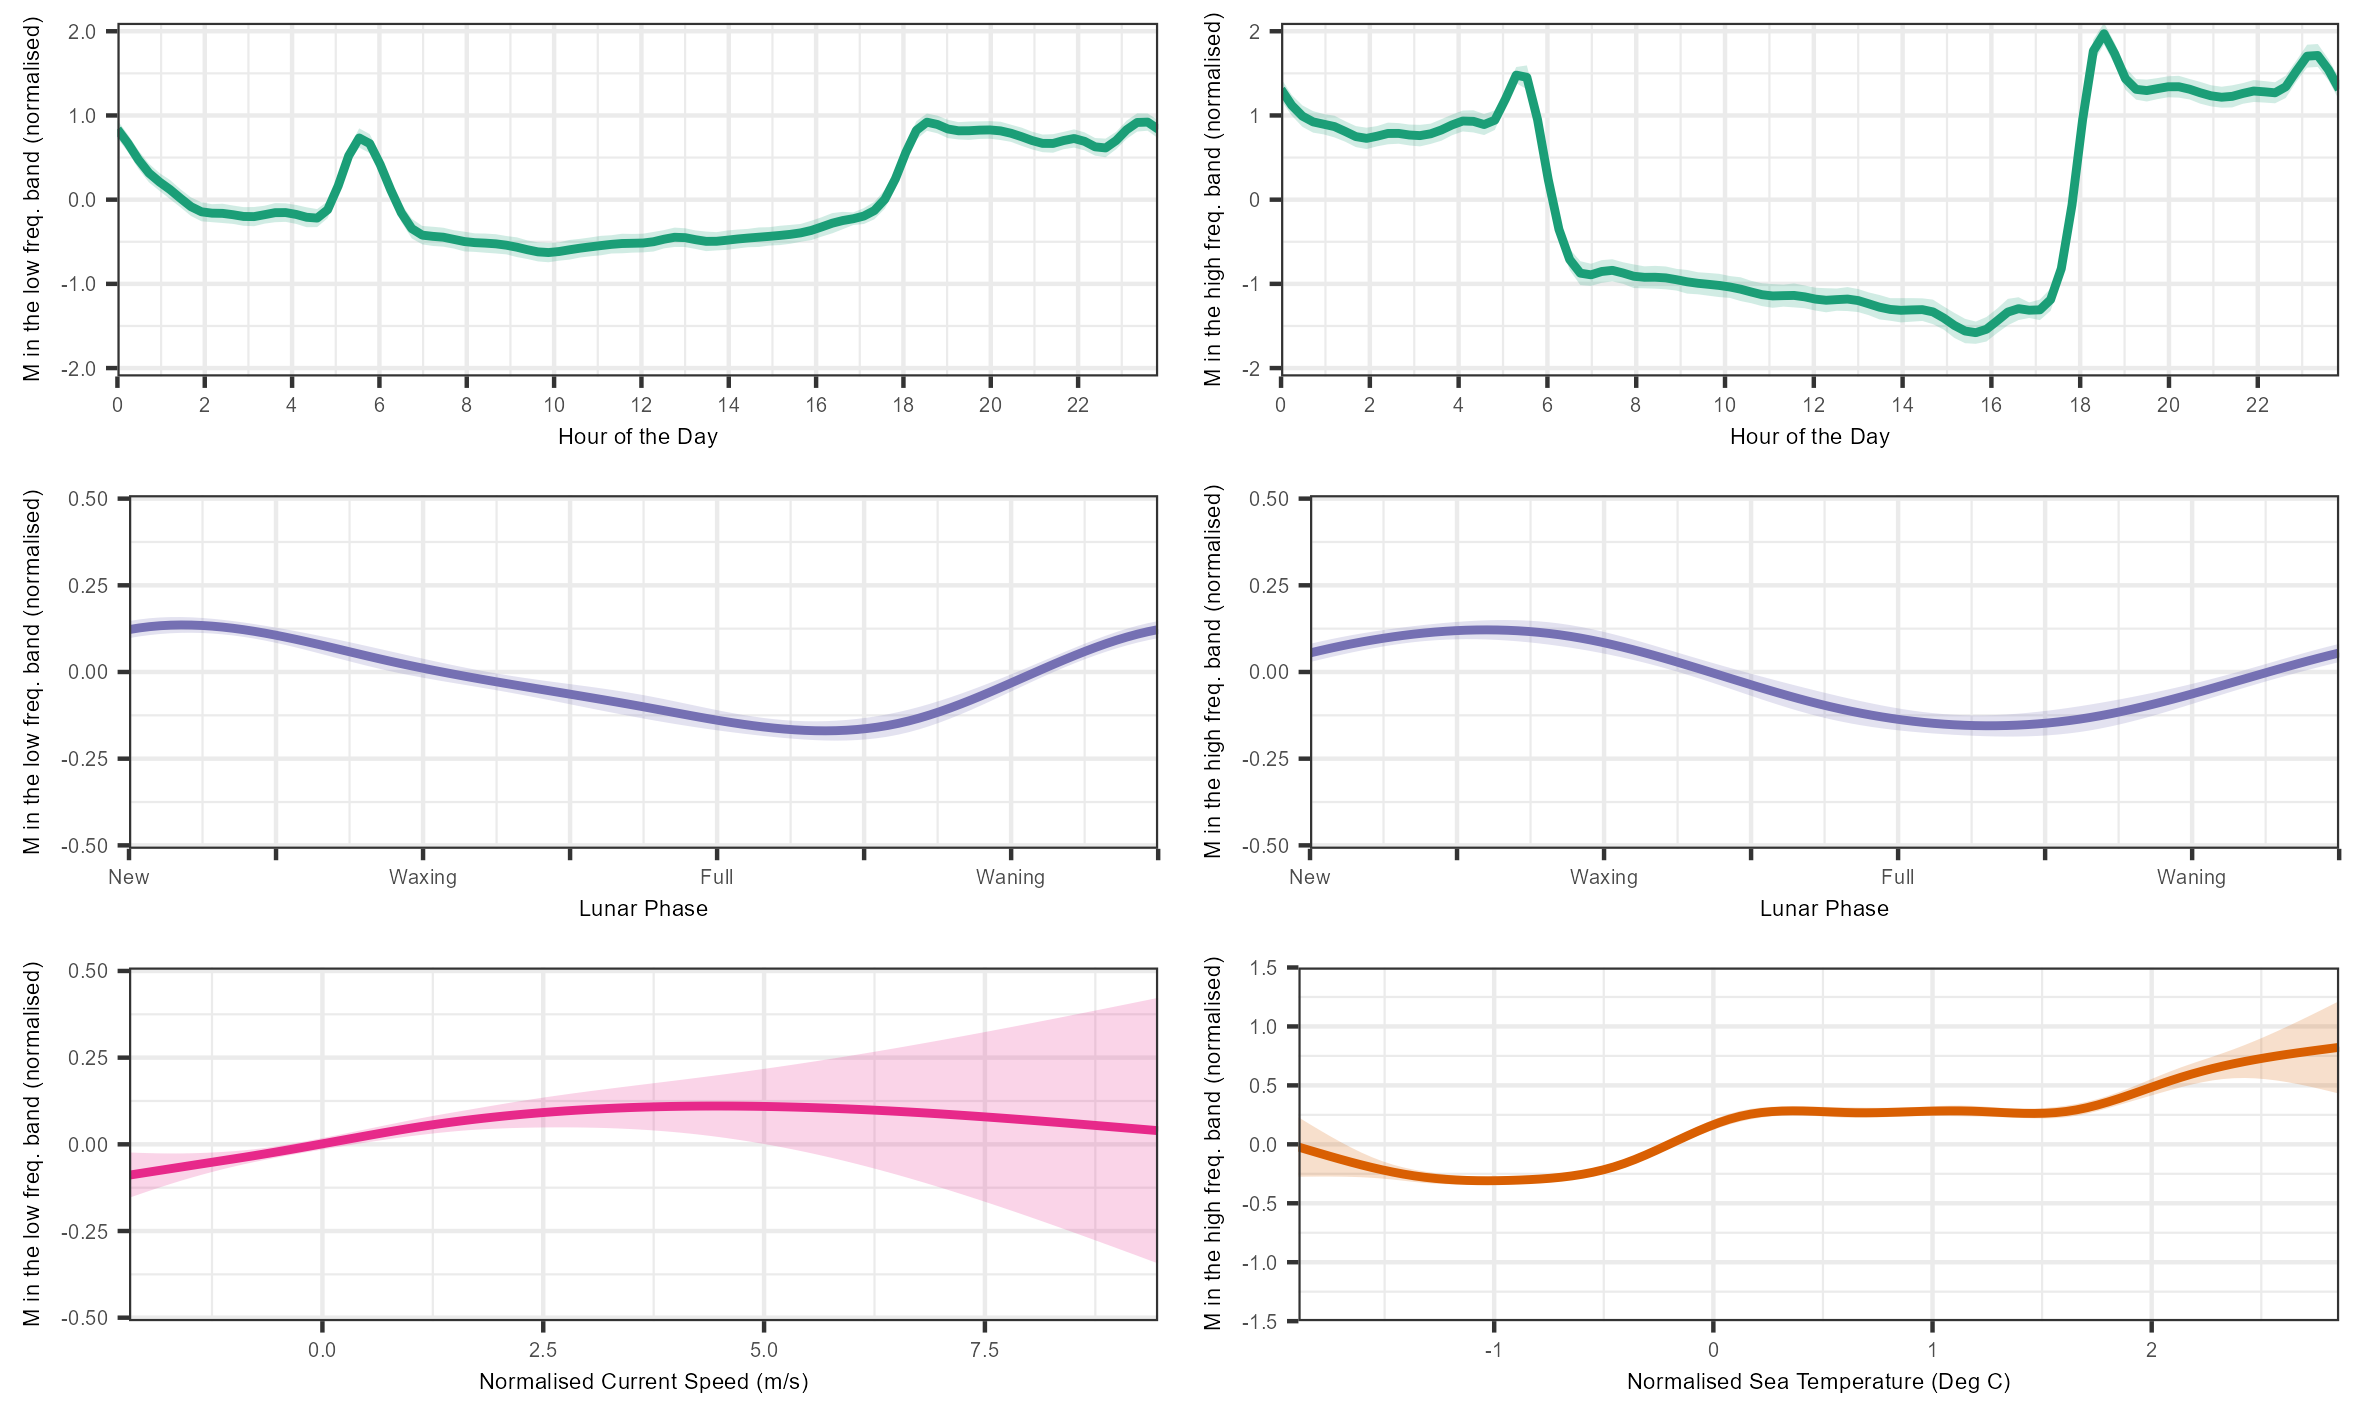 M in the low freq. band (normalised)
2.0
1.0
0.0
-1.0
-2.0
0 2 4 6 8 10 12 14 16 18 20 22
Hour of the Day
M in the high freq. band (normalised)
2
1
0
-1
-2
0 2 4 6 8 10 12 14 16 18 20 22
Hour of the Day
M in the low freq. band (normalised)
0.50
0.25
0.00
-0.25
-0.50
New Waxing Full Waning
Lunar Phase
M in the high freq. band (normalised)
0.50
0.25
0.00
-0.25
-0.50
New Waxing Full Waning
Lunar Phase
M in the low freq. band (normalised)
0.50
0.25
0.00
-0.25
-0.50
0.0 2.5 5.0 7.5
Normalised Current Speed (m/s)
M in the high freq. band (normalised)
1.5
1.0
0.5
0.0
-0.5
-1.0
-1.5
-1 0 1 2
Normalised Sea Temperature (Deg C)